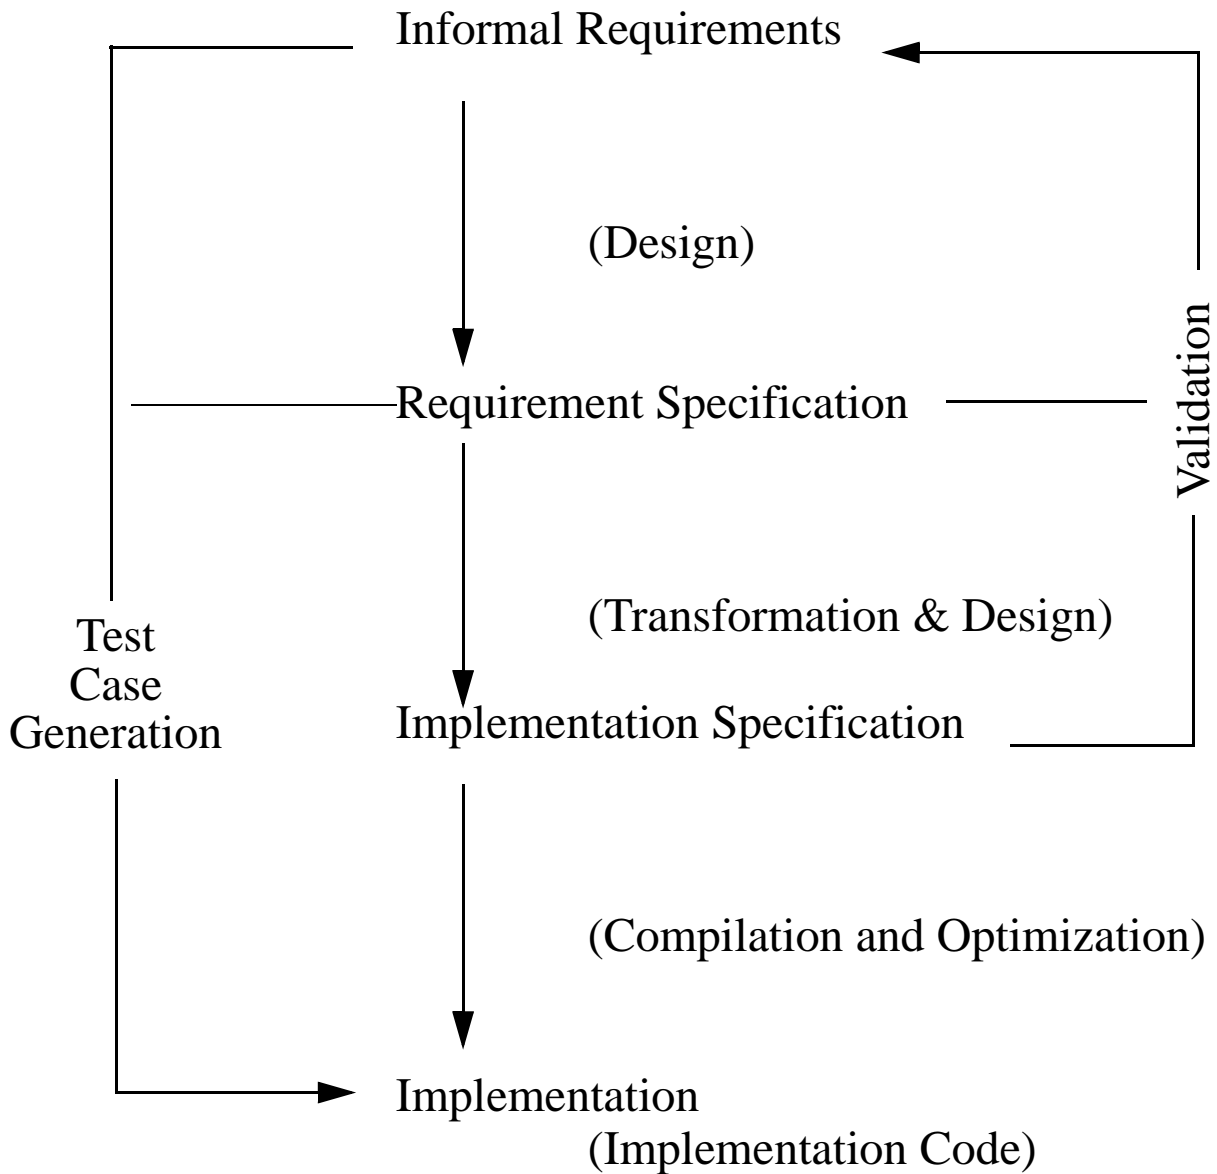 Informal Requirements
(Design)
Validation
Requirement Specification
(Transformation & Design)
Test
Case
Generation
Implementation Specification
(Compilation and Optimization)
Implementation
(Implementation Code)